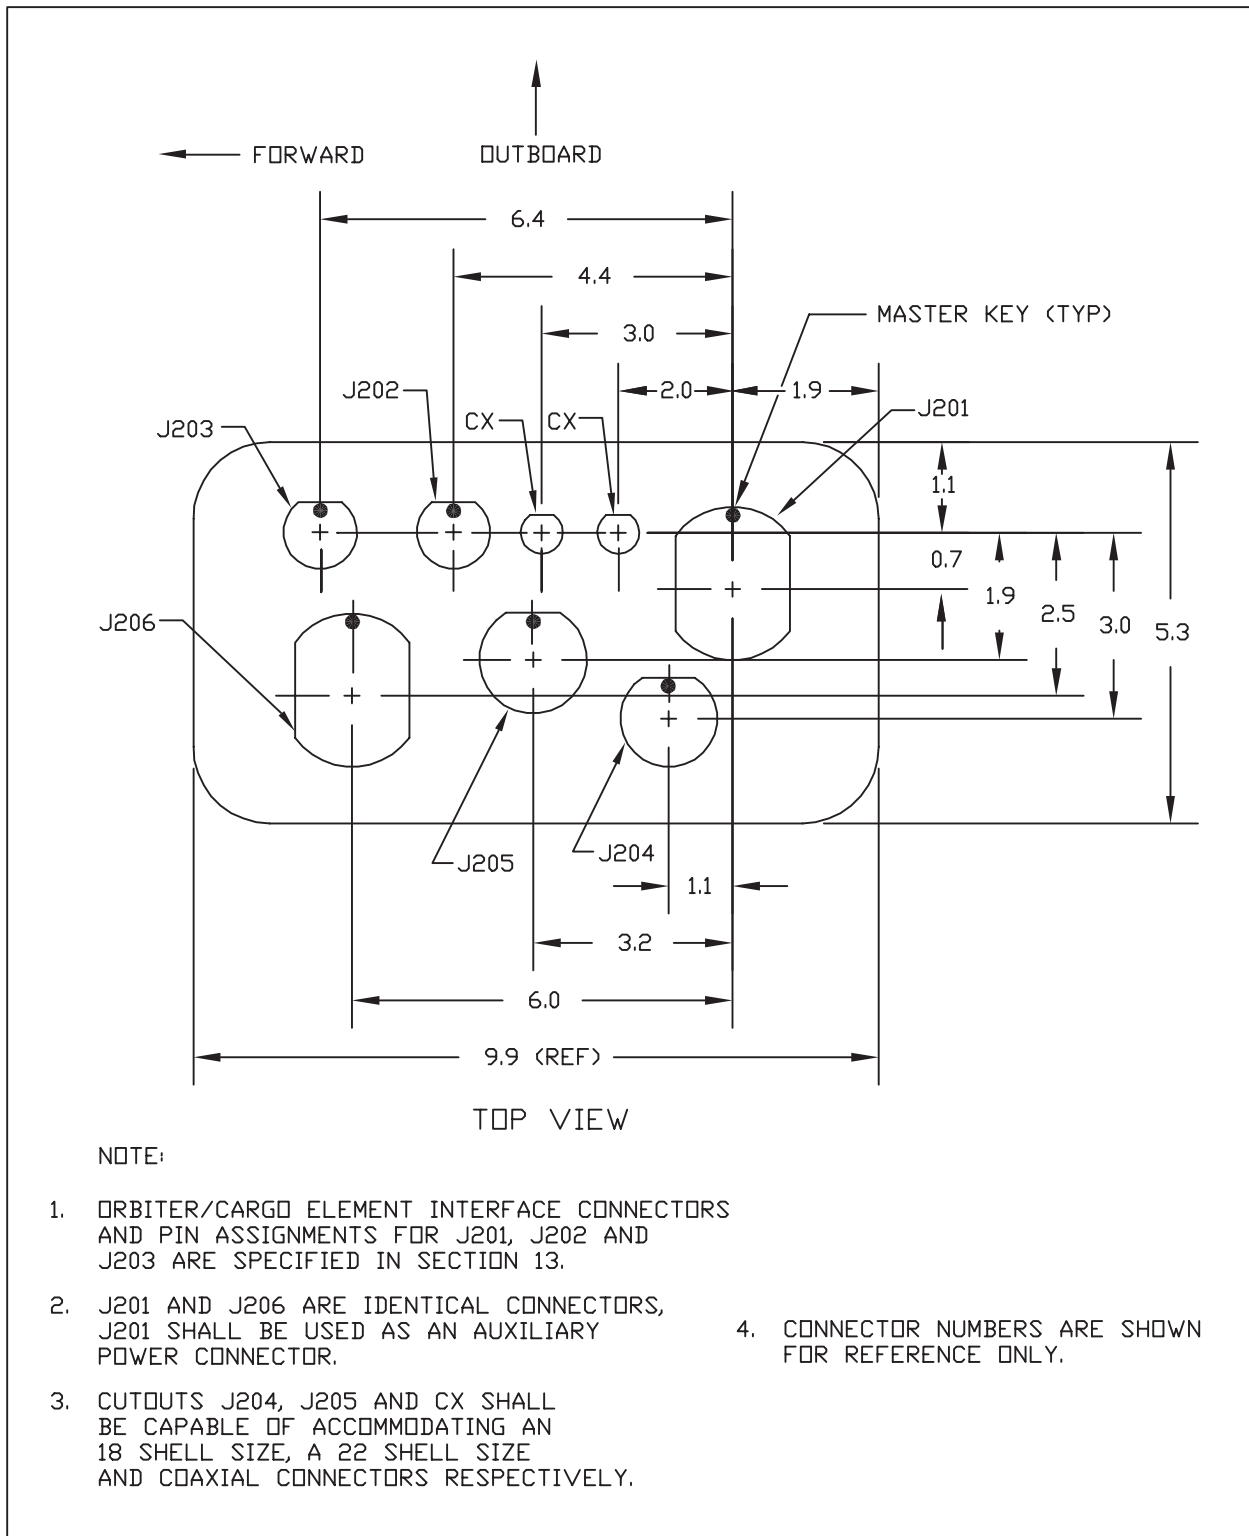 FORWARD
OUTBOARD
6.4
4.4
3.0
MASTER KEY (TYP)
2.0
1.9
J202
J201
CX
CX
J203
1.1
0.7
1.9
2.5
3.0
5.3
J206
J205
J204
1.1
3.2
6.0
9.9 (REF)
TOP VIEW
NOTE:
1. ORBITER/CARGO ELEMENT INTERFACE CONNECTORS
AND PIN ASSIGNMENTS FOR J201, J202 AND
J203 ARE SPECIFIED IN SECTION 13.
2. J201 AND J206 ARE IDENTICAL CONNECTORS,
J201 SHALL BE USED AS AN AUXILIARY
POWER CONNECTOR.
3. CUTOUTS J204, J205 AND CX SHALL
BE CAPABLE OF ACCOMMODATING AN
18 SHELL SIZE, A 22 SHELL SIZE
AND COAXIAL CONNECTORS RESPECTIVELY.
4. CONNECTOR NUMBERS ARE SHOWN
FOR REFERENCE ONLY.